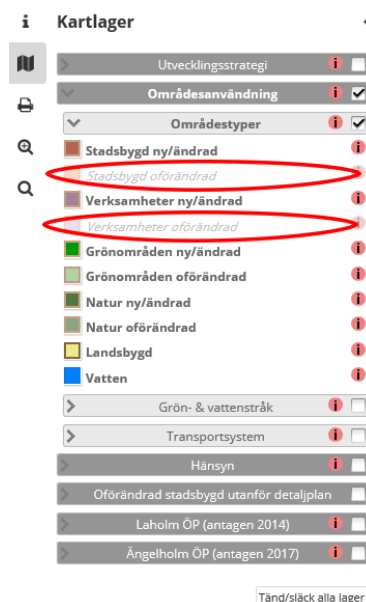 Kartlager
Utvecklingsstrategi
Områdesanvändning
Områdestyper
Stadsbygd ny/ändrad
Stadsbygd oförändrad
Verksamheter ny/ändrad
Verksamheter oförändrad
Grönområden ny/ändrad
Grönområden oförändrad
Natur ny/ändrad
Natur oförändrad
Landsbygd
Vatten
Grön- & vattenstråk
Transportsystem
Hänsyn
Oförändrad stadsbygd utanför detaljplan
Laholm ÖP (antagen 2014)
Ängelholm ÖP (antagen 2017)
Tänd/släck alla lager